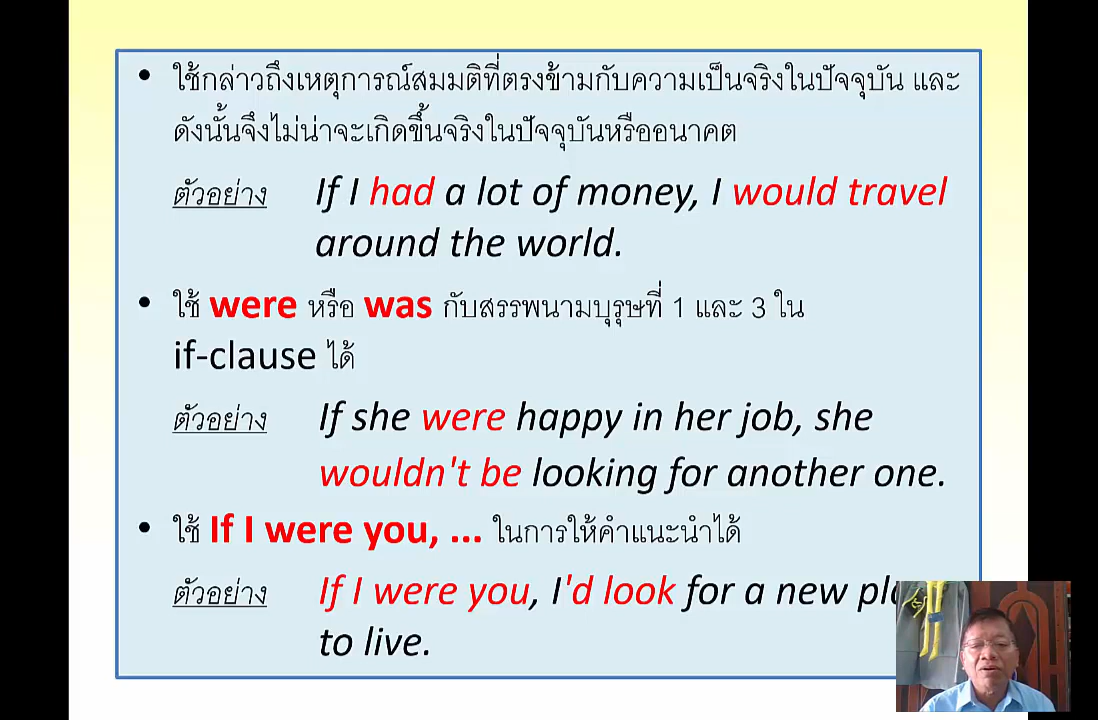 • ใช้กล่าวถึงเหตุการณ์สมมติที่ตรงข้ามกับความเป็นจริงในปัจจุบัน และ
ดังนั้นจึงไม่น่าจะเกิดขึ้นจริงในปัจจุบันหรืออนาคต
ตัวอย่าง If I had a lot of money, I would travel
around the world.
• ใช้ were หรือ was กับสรรพนามบุรุษที่ 1 และ 3 ใน
if-clause ได้
ตัวอย่าง If she were happy in her job, she
wouldn't be looking for another one.
• ใช้ If I were you, ... ในการให้คำแนะนำได้
ตัวอย่าง If I were you, I'd look for a new
to live.